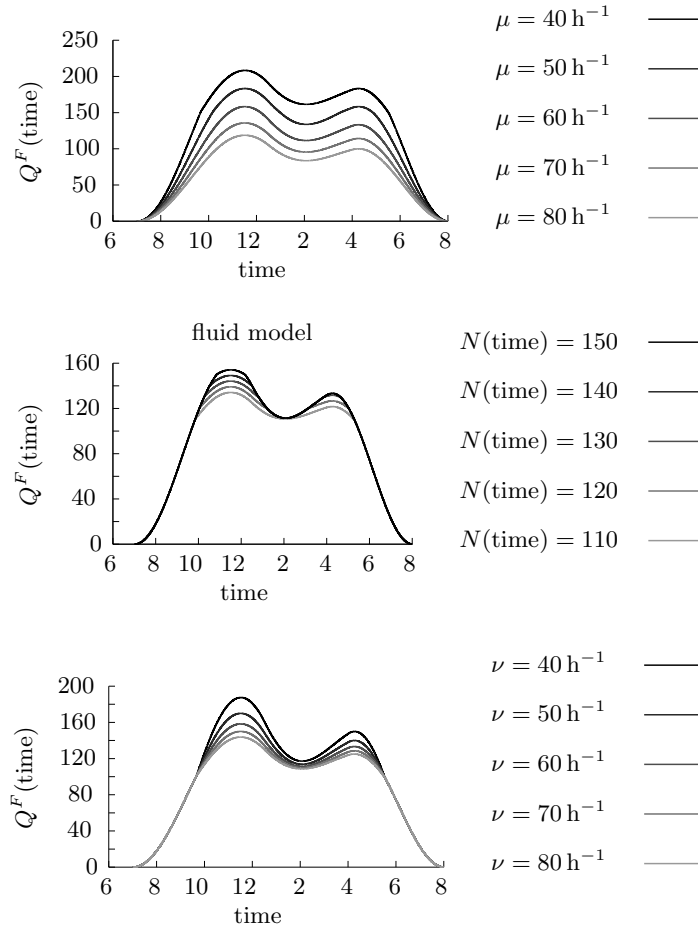 μ = 40 h⁻¹
μ = 50 h⁻¹
μ = 60 h⁻¹
μ = 70 h⁻¹
μ = 80 h⁻¹
250
200
150
100
50
0
Q^F(time)
6 8 10 12 2 4 6 8
time
fluid model
N(time) = 150
N(time) = 140
N(time) = 130
N(time) = 120
N(time) = 110
160
120
80
40
0
Q^F(time)
6 8 10 12 2 4 6 8
time
ν = 40 h⁻¹
ν = 50 h⁻¹
ν = 60 h⁻¹
ν = 70 h⁻¹
ν = 80 h⁻¹
200
160
120
80
40
0
Q^F(time)
6 8 10 12 2 4 6 8
time